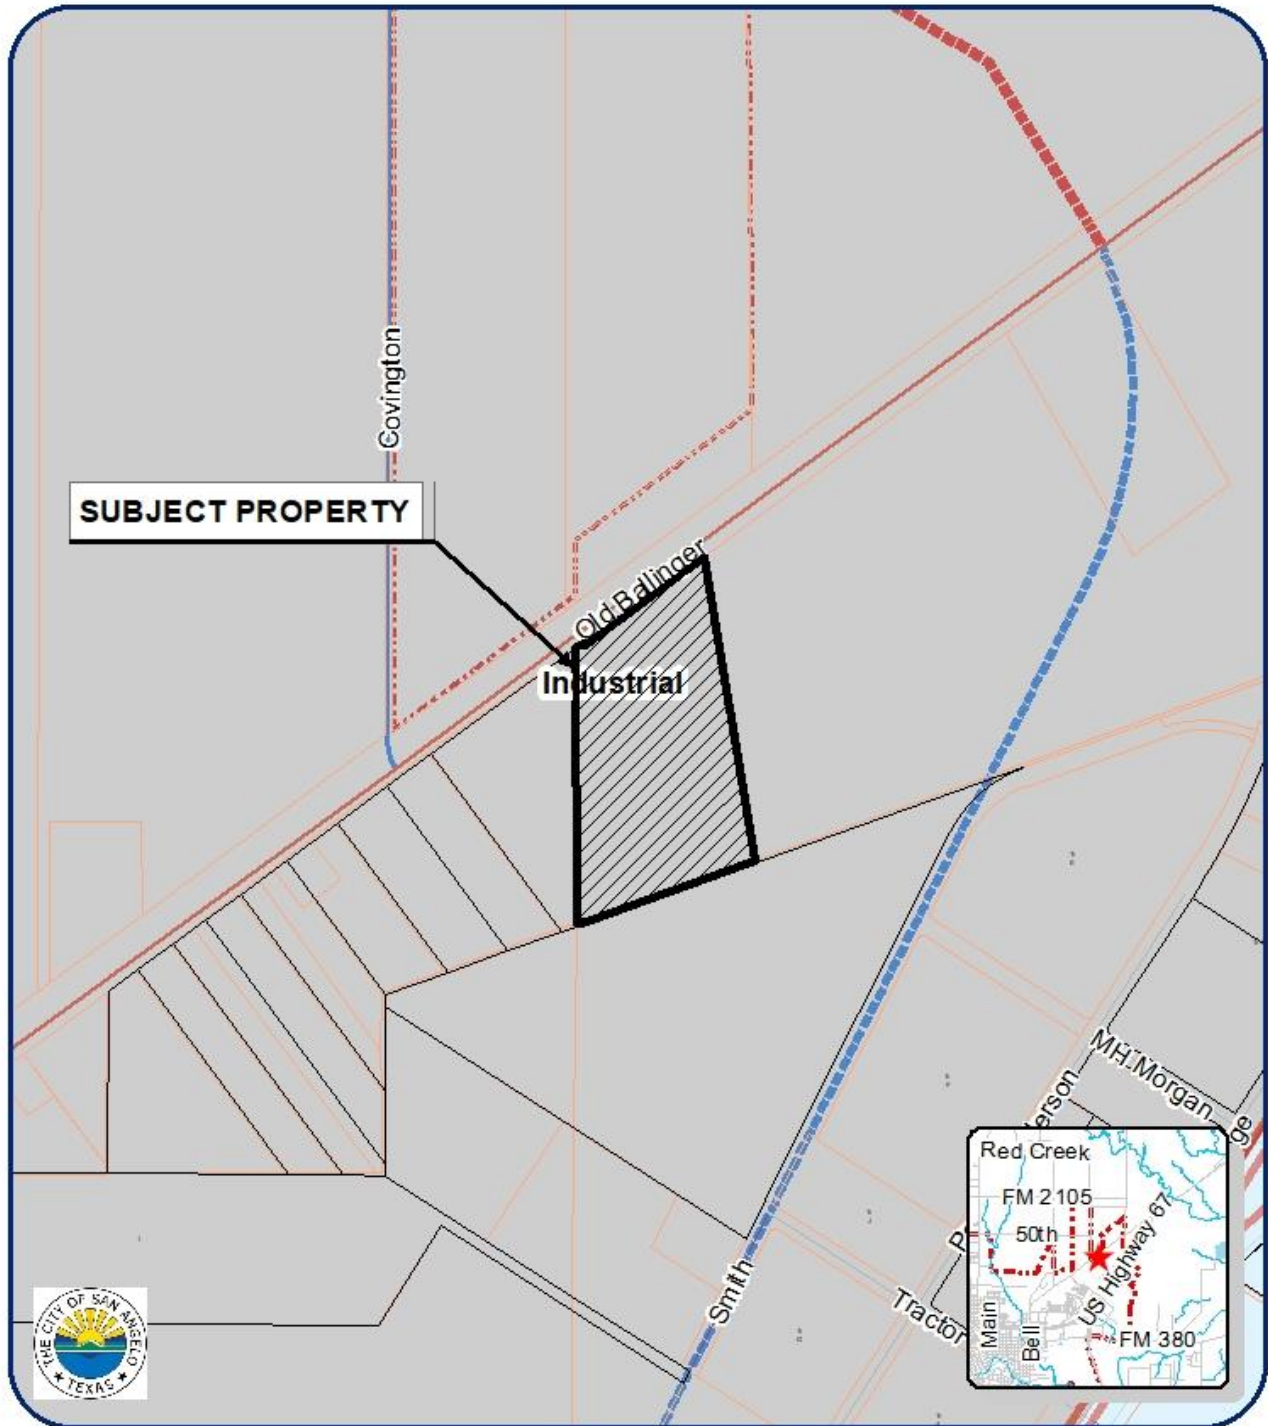 Covington
SUBJECT PROPERTY
Old Ballinger
Industrial
MH Morgan
Smith
Tractor
Red Creek
FM 2105
50th
US Highway 67
Main
Bell
FM 380
THE CITY OF SAN ANGELO
TEXAS